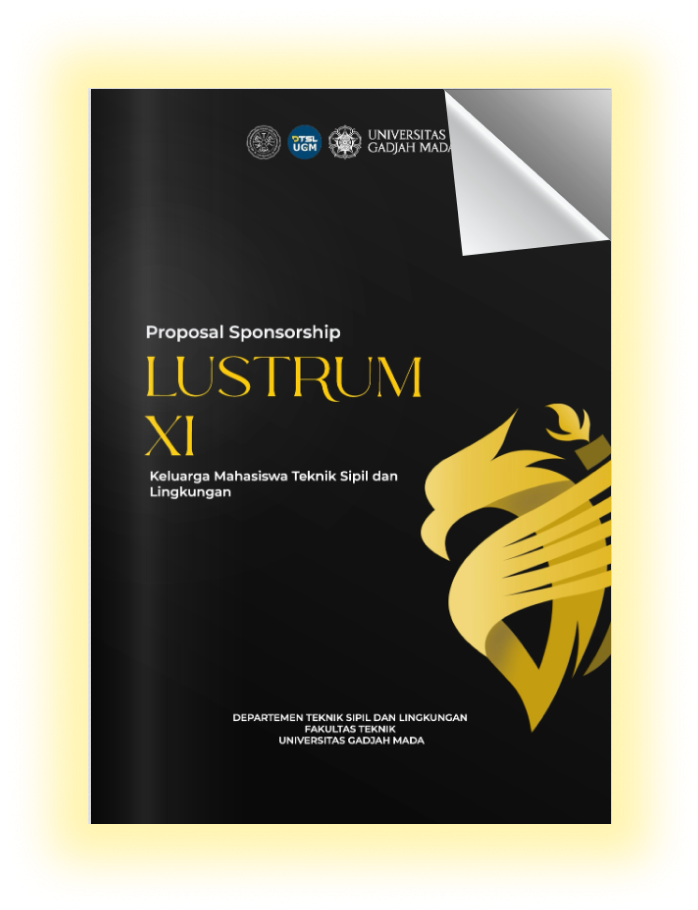 DTSL
UGM
UNIVERSITAS
GADJAH MADA
Proposal Sponsorship
LUSTRUM
XI
Keluarga Mahasiswa Teknik Sipil dan
Lingkungan
DEPARTEMEN TEKNIK SIPIL DAN LINGKUNGAN
FAKULTAS TEKNIK
UNIVERSITAS GADJAH MADA